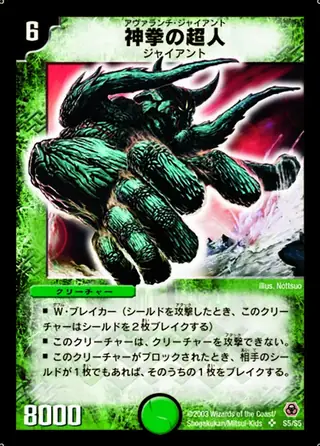 6
アヴァランチ・ジャイアント
神拳の超人
ジャイアント
illus. Nottsuo
クリーチャー
■ W・ブレイカー（シールドを攻撃したとき、このクリ
ーチャーはシールドを2枚ブレイクする）
■ このクリーチャーは、クリーチャーを攻撃できない。
■ このクリーチャーがブロックされたとき、相手のシー
ルドが1枚でもあれば、そのうちの1枚をブレイクする。
8000
©2003 Wizards of the Coast/
Shogakukan/Mitsui-Kids S5/S5